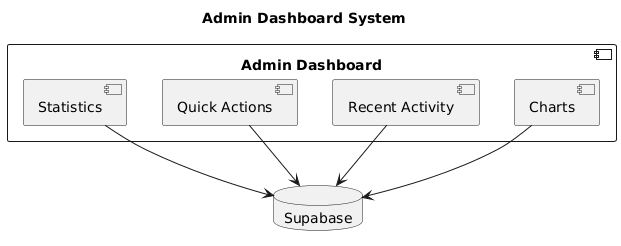 Admin Dashboard System
Admin Dashboard
Statistics
Quick Actions
Recent Activity
Charts
Supabase